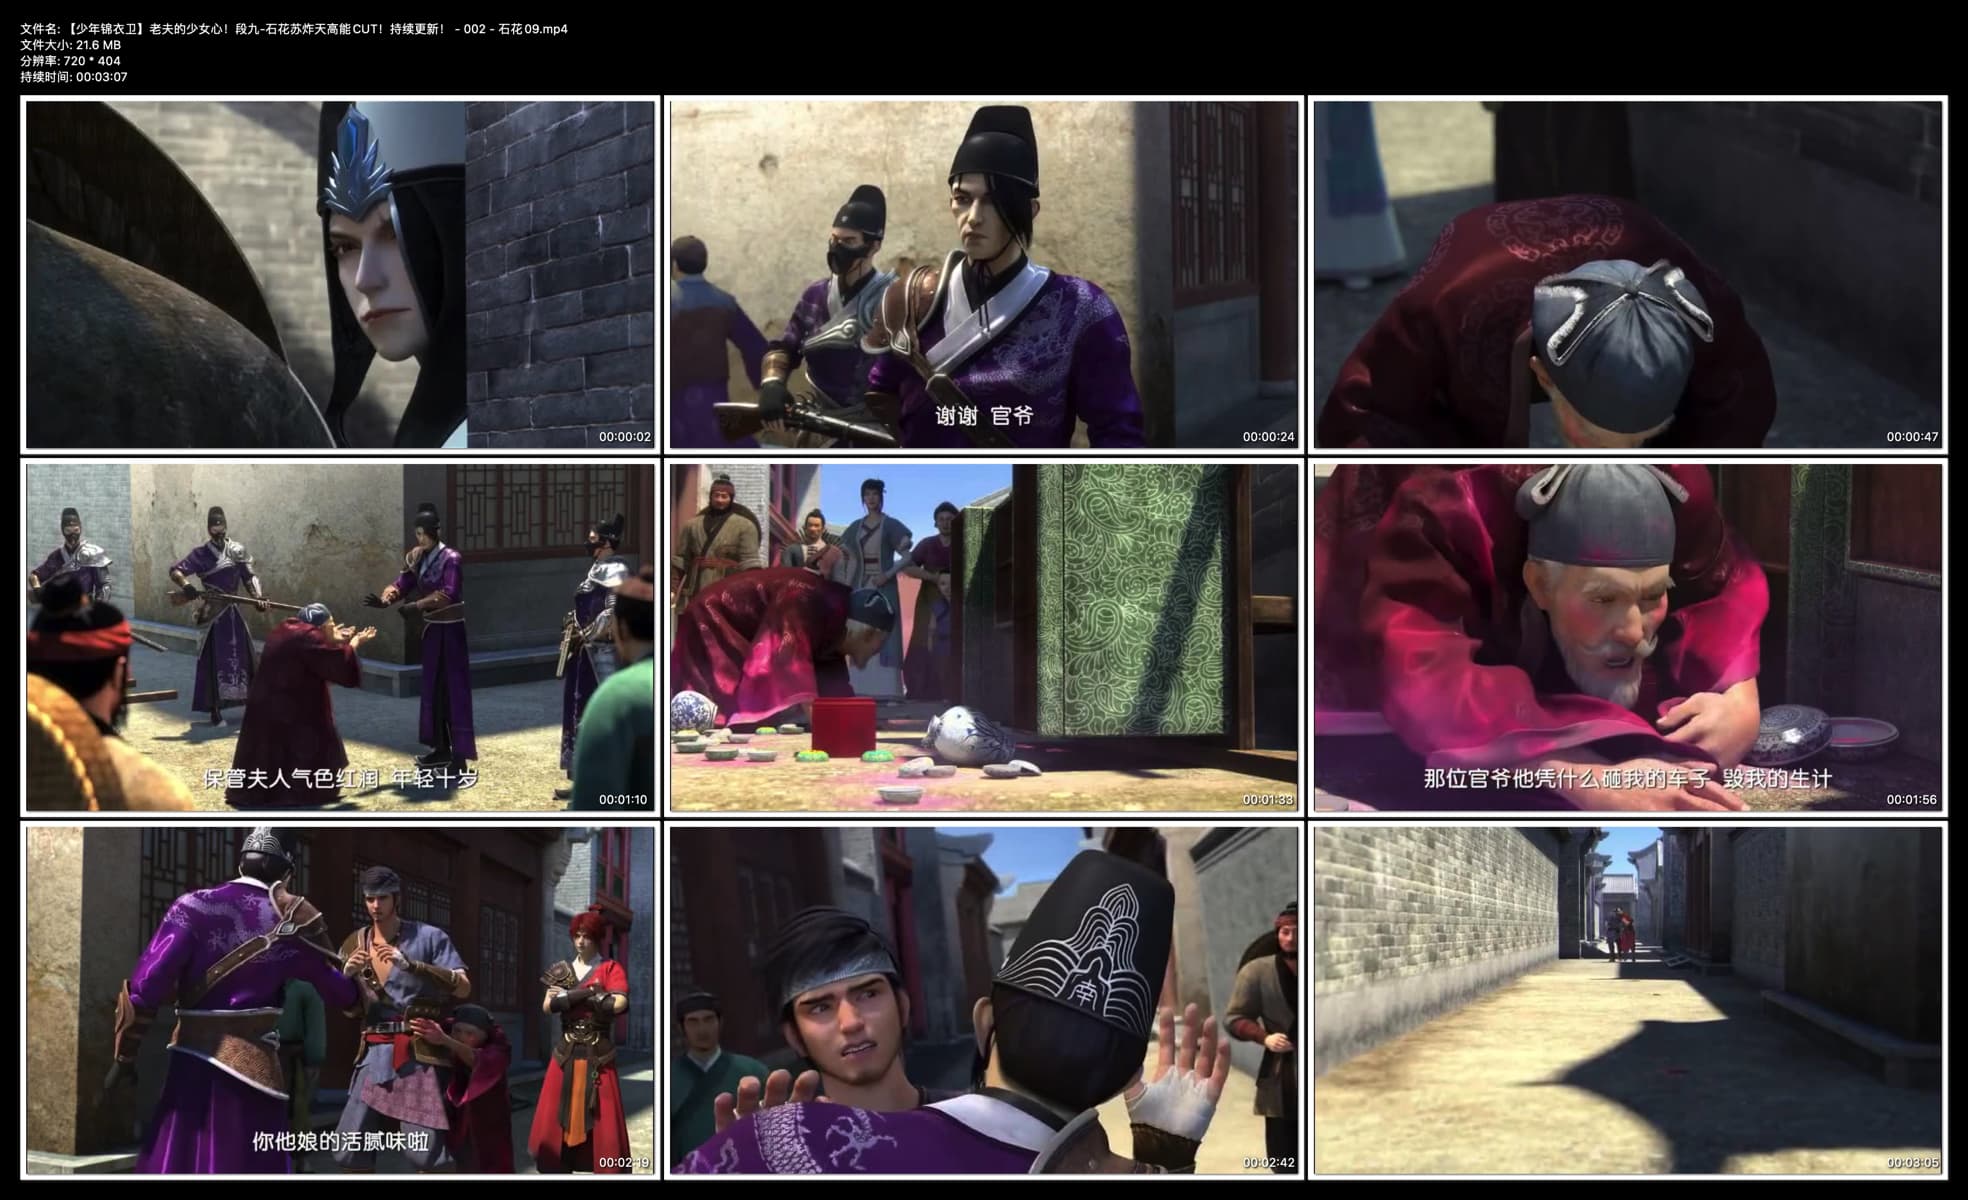 文件名: 【少年锦衣卫】老夫的少女心！段九-石花苏炸天高能CUT！持续更新！ - 002 - 石花09.mp4
文件大小: 21.6 MB
分辨率: 720 * 404
持续时间: 00:03:07
00:00:02
谢谢 官爷
00:00:24
00:00:47
保管夫人气色红润 年轻十岁
00:01:10
00:01:33
那位官爷他凭什么砸我的车子 毁我的生计
00:01:56
你他娘的活腻味啦
00:02:19
南
00:02:42
00:03:05